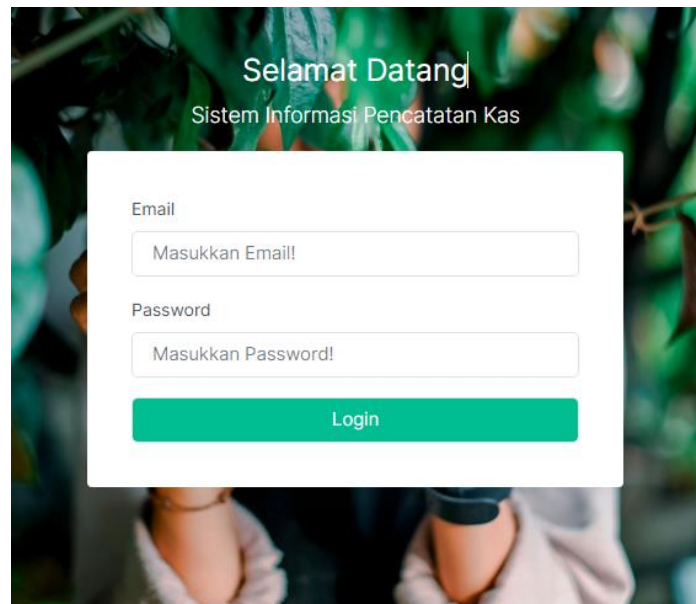 Selamat Datang
Sistem Informasi Pencatatan Kas
Email
Masukkan Email!
Password
Masukkan Password!
Login